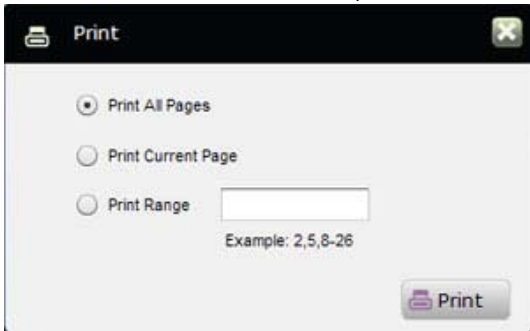 Print
Print All Pages
Print Current Page
Print Range
Example: 2,5,8-26
Print